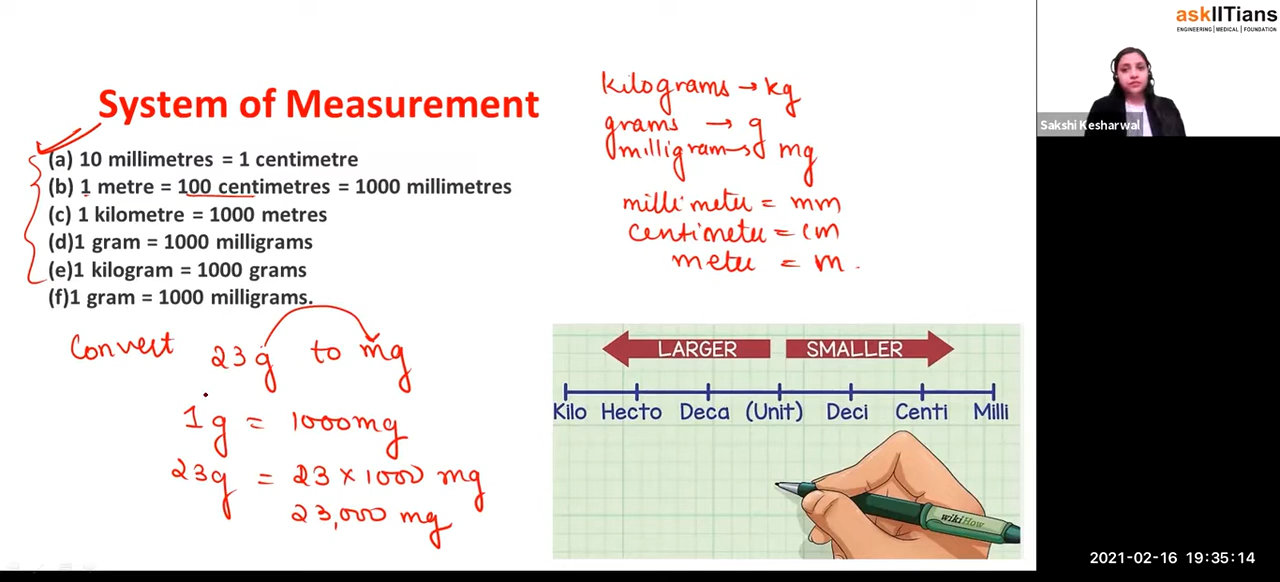 askIITians
ENGINEERING | MEDICAL | FOUNDATION
Sakshi Kesharwal
System of Measurement
(a) 10 millimetres = 1 centimetre
(b) 1 metre = 100 centimetres = 1000 millimetres
(c) 1 kilometre = 1000 metres
(d)1 gram = 1000 milligrams
(e)1 kilogram = 1000 grams
(f)1 gram = 1000 milligrams.
kilograms → kg
grams → g
milligrams → mg
millimetre = mm
centimetre = cm
metre = m.
Convert 23g to mg
1g = 1000mg
23g = 23 × 1000 mg
23,000 mg
LARGER SMALLER
Kilo Hecto Deca (Unit) Deci Centi Milli
wikiHow
2021-02-16 19:35:14